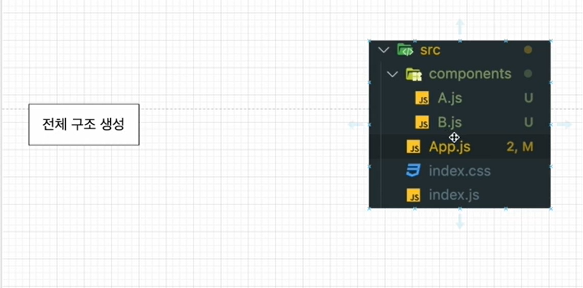 전체 구조 생성
src
components
JS A.js U
JS B.js U
JS App.js 2, M
index.css
JS index.js